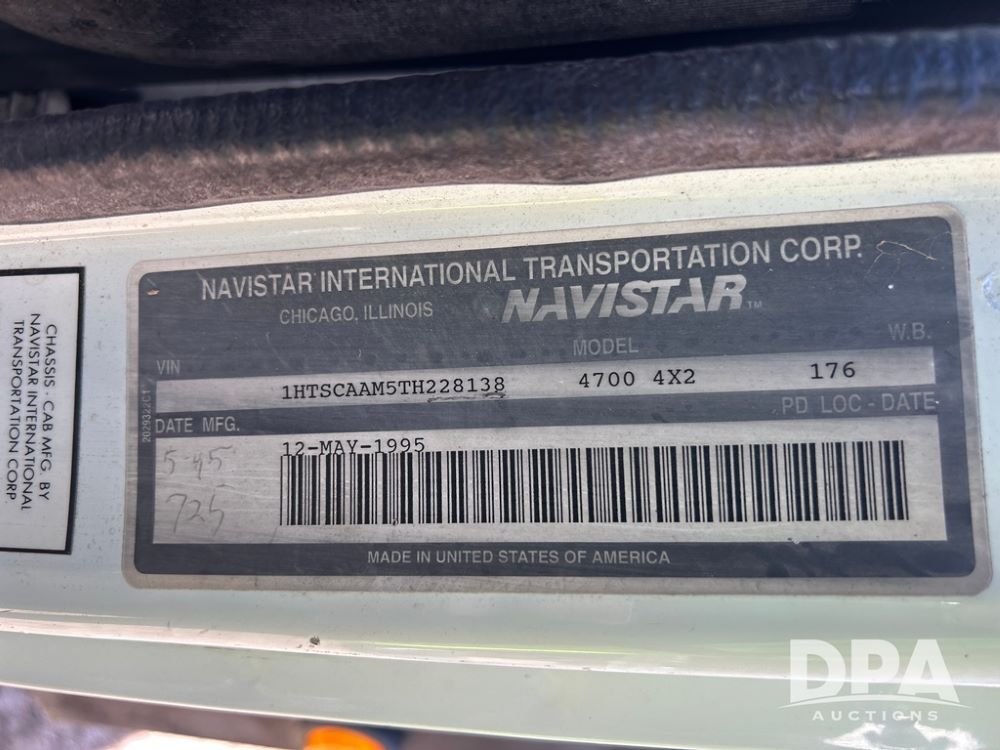 NAVISTAR INTERNATIONAL TRANSPORTATION CORP.
CHICAGO, ILLINOIS NAVISTAR™
VIN MODEL W.B.
1HTSCAAM5TH228138 4700 4X2 176
DATE MFG. PD LOC - DATE
12-MAY-1995
5-95
725
MADE IN UNITED STATES OF AMERICA
CHASSIS - CAB MFG. BY
NAVISTAR INTERNATIONAL
TRANSPORTATION CORP.
DPA
AUCTIONS